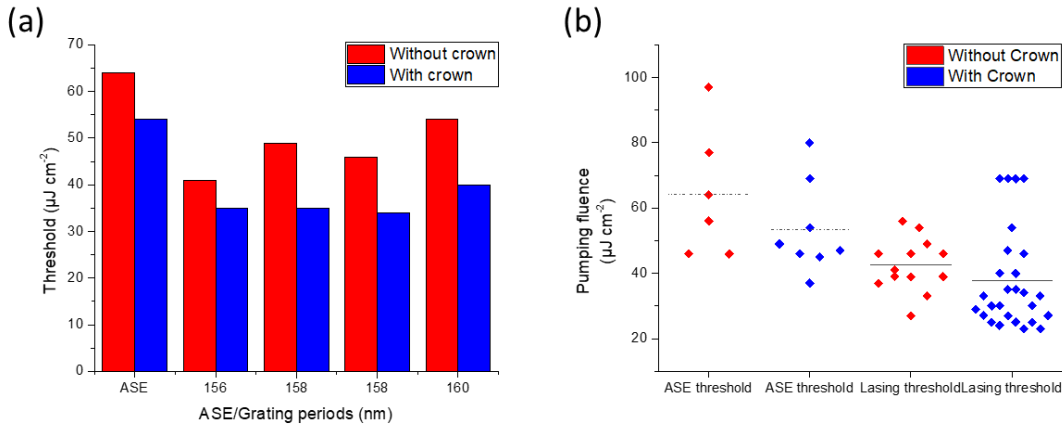 (a)
70
60
50
40
30
20
10
0
Threshold (µJ cm⁻²)
Without crown
With crown
ASE 156 158 158 160
ASE/Grating periods (nm)
(b)
100
80
60
40
20
Pumping fluence
(µJ cm⁻²)
Without Crown
With Crown
ASE threshold ASE threshold Lasing threshold Lasing threshold